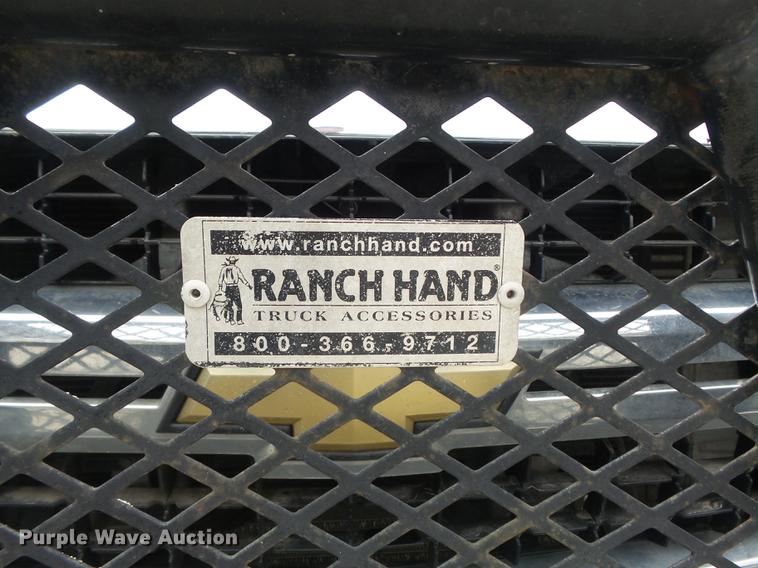 www.ranchhand.com
RANCH HAND®
TRUCK ACCESSORIES
800-366-9712
Purple Wave Auction®